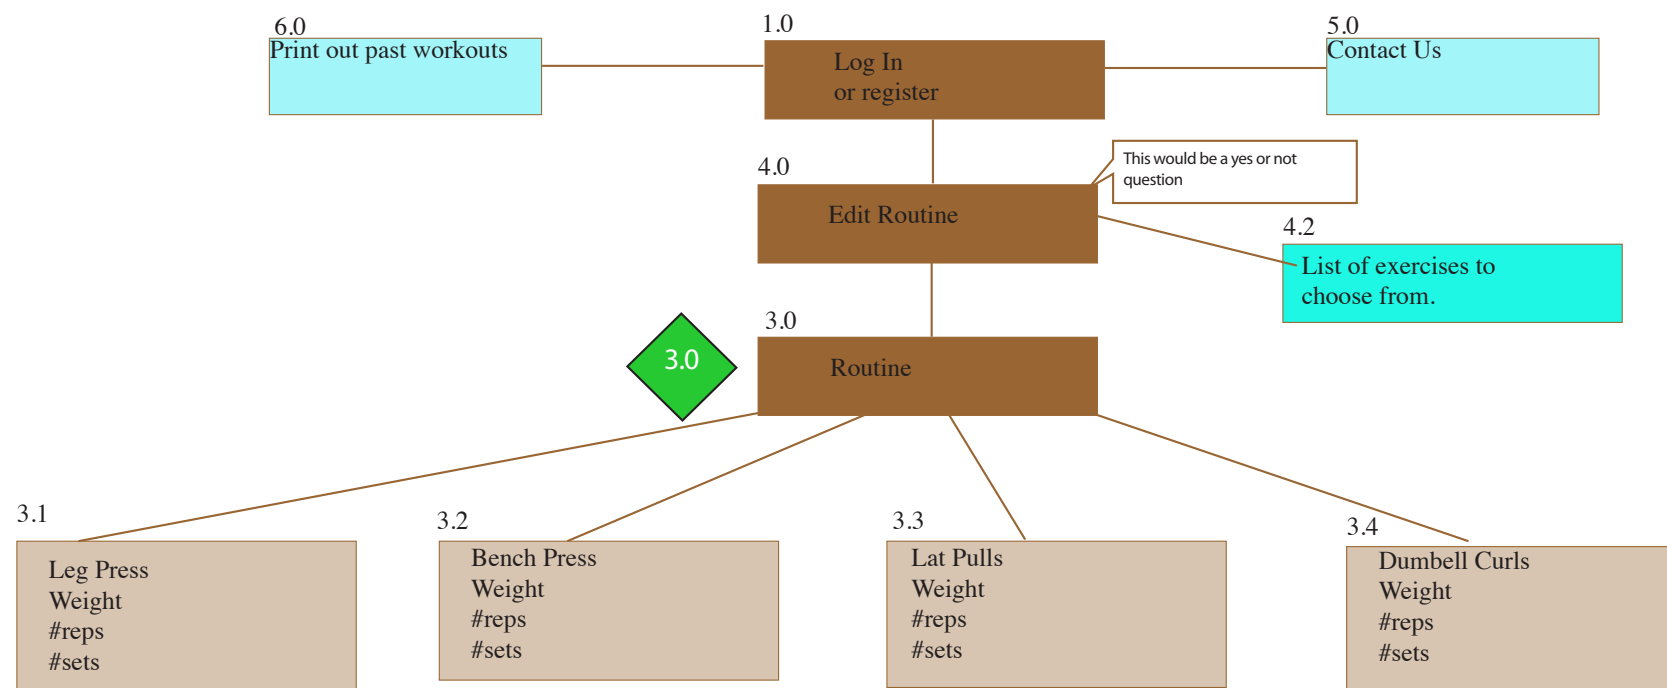 6.0
Print out past workouts
1.0
Log In
or register
5.0
Contact Us
4.0
Edit Routine
This would be a yes or not
question
4.2
List of exercises to
choose from.
3.0
Routine
3.0
3.1
Leg Press
Weight
#reps
#sets
3.2
Bench Press
Weight
#reps
#sets
3.3
Lat Pulls
Weight
#reps
#sets
3.4
Dumbell Curls
Weight
#reps
#sets